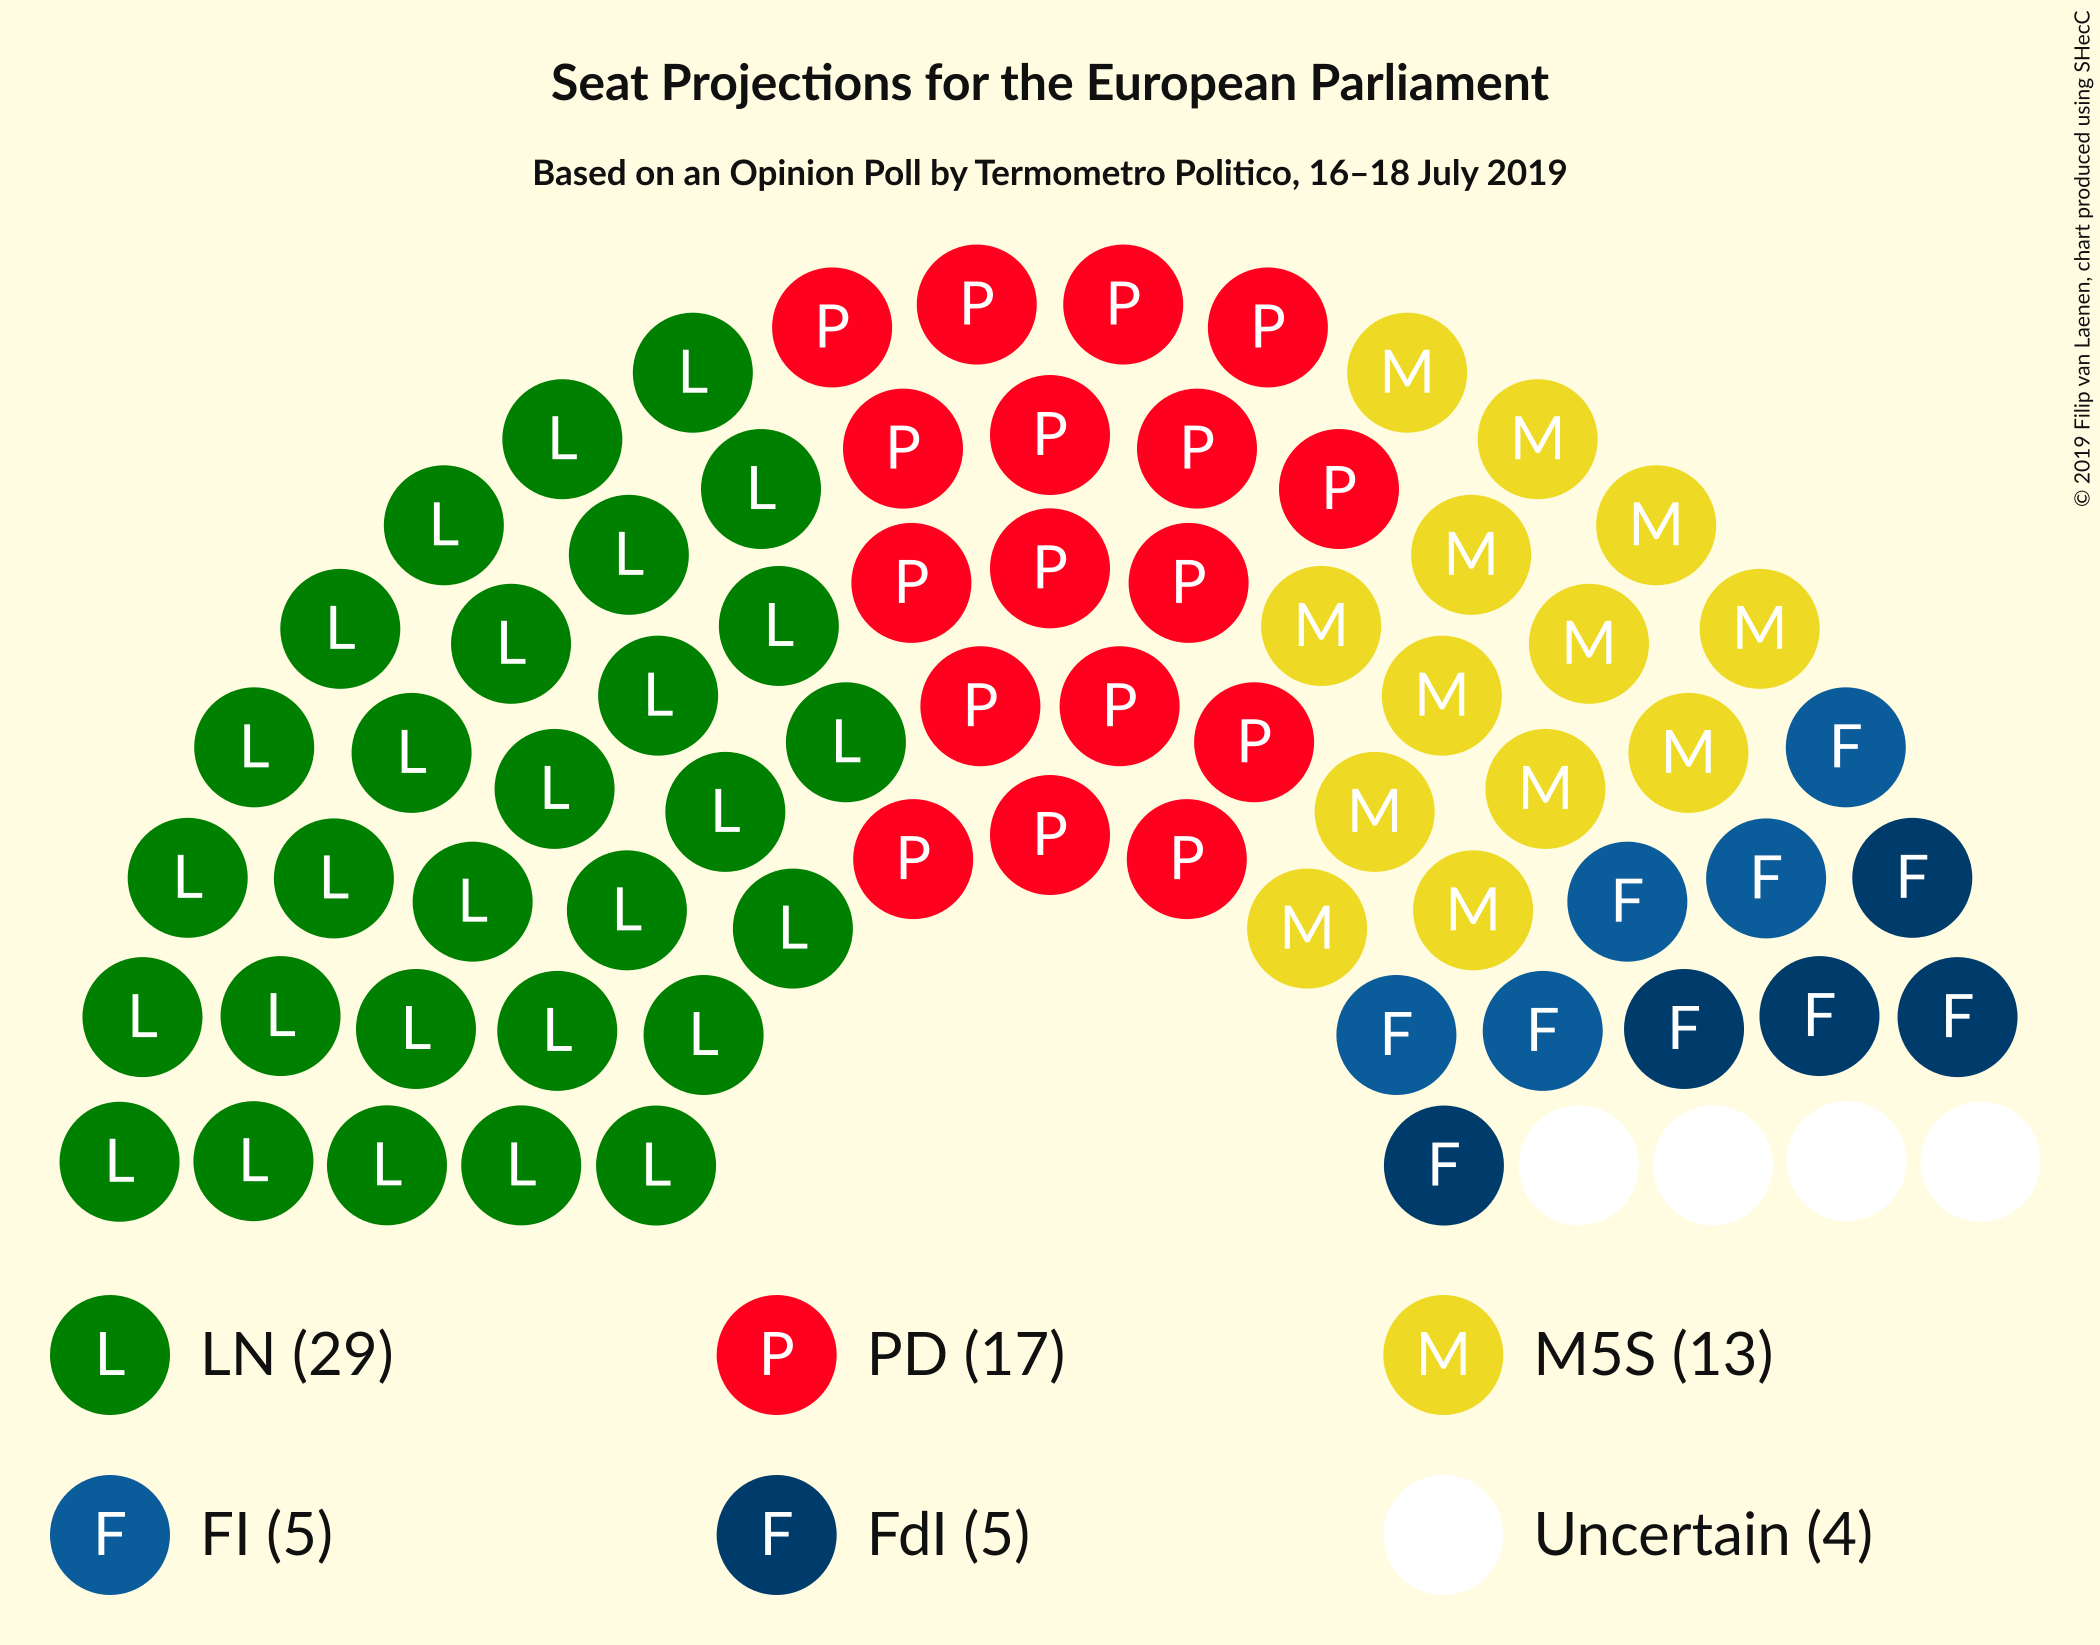 Seat Projections for the European Parliament
Based on an Opinion Poll by Termometro Politico, 16–18 July 2019
© 2019 Filip van Laenen, chart produced using SHecC
P P
P P
L M
P
L P P M
L P M
L M
P
L P P M
L M
L M
L M
L M
P P
L P
L F
L M
L M
L M
P
L P P
L L F F
L M
L F
L M
L L F F
L F
L F
L F
L L L L L F
L LN (29) P PD (17) M M5S (13)
F FI (5) F FdI (5) Uncertain (4)